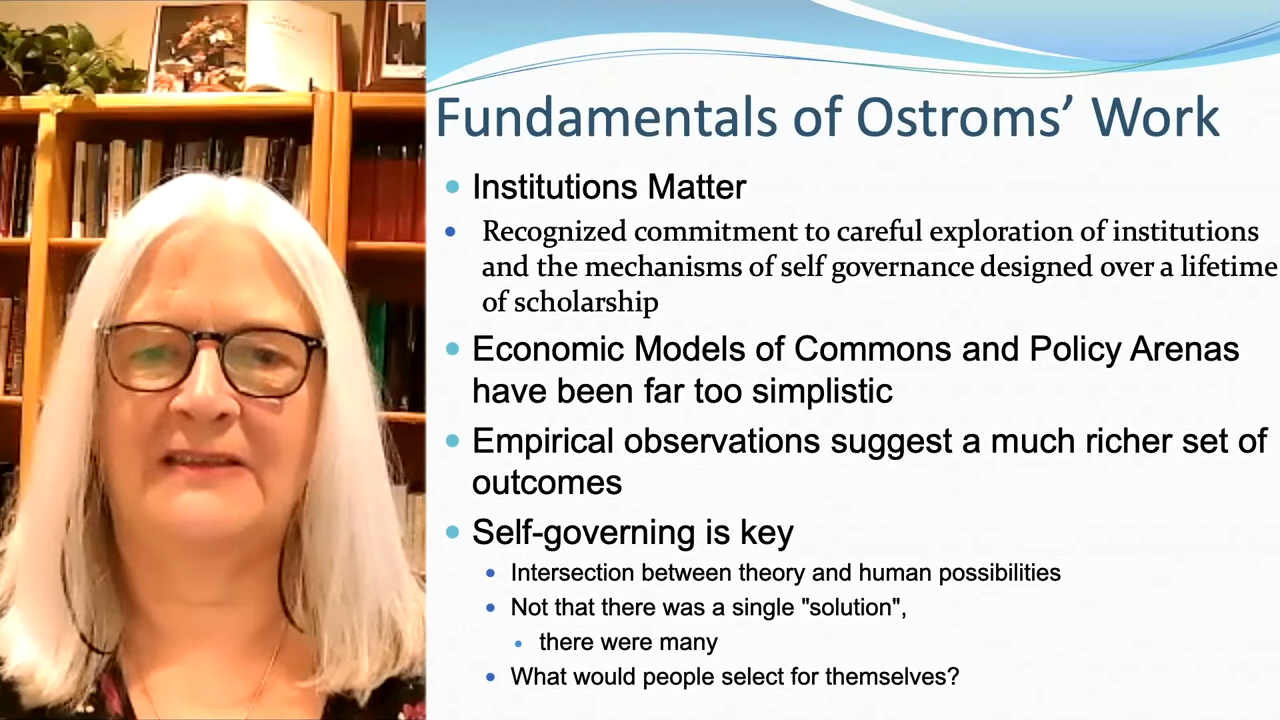 Fundamentals of Ostroms’ Work
Institutions Matter
Recognized commitment to careful exploration of institutions
and the mechanisms of self governance designed over a lifetime
of scholarship
Economic Models of Commons and Policy Arenas
have been far too simplistic
Empirical observations suggest a much richer set of
outcomes
Self-governing is key
Intersection between theory and human possibilities
Not that there was a single "solution",
there were many
What would people select for themselves?